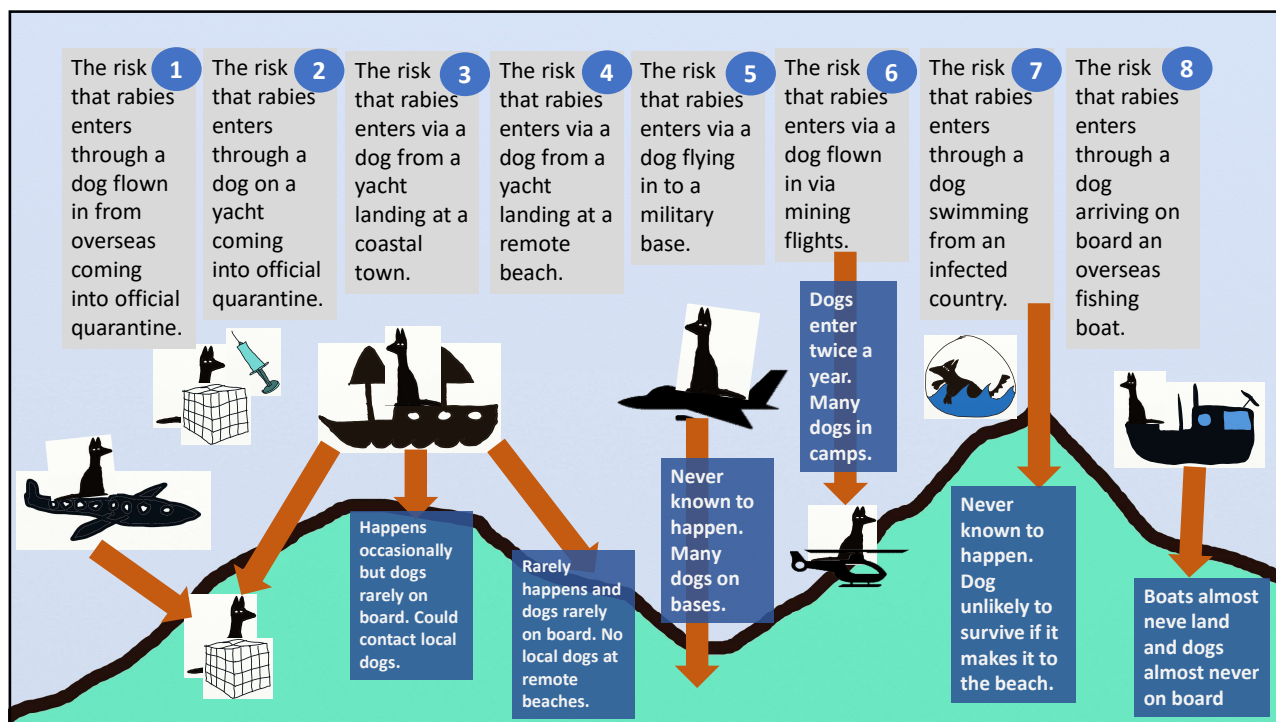 The risk
that rabies
enters
through a
dog flown
in from
overseas
coming
into official
quarantine.
1
The risk
that rabies
enters
through a
dog on a
yacht
coming
into official
quarantine.
2
The risk
that rabies
enters via a
dog from a
yacht
landing at a
coastal
town.
3
The risk
that rabies
enters via a
dog from a
yacht
landing at a
remote
beach.
4
The risk
that rabies
enters via a
dog flying
in to a
military
base.
5
The risk
that rabies
enters via a
dog flown
in via
mining
flights.
6
The risk
that rabies
enters
through a
dog
swimming
from an
infected
country.
7
The risk
that rabies
enters
through a
dog
arriving on
board an
overseas
fishing
boat.
8
Happens
occasionally
but dogs
rarely on
board. Could
contact local
dogs.
Rarely
happens and
dogs rarely
on board. No
local dogs at
remote
beaches.
Never
known to
happen.
Many
dogs on
bases.
Dogs
enter
twice a
year.
Many
dogs in
camps.
Never
known to
happen.
Dog
unlikely to
survive if it
makes it to
the beach.
Boats almost
neve land
and dogs
almost never
on board